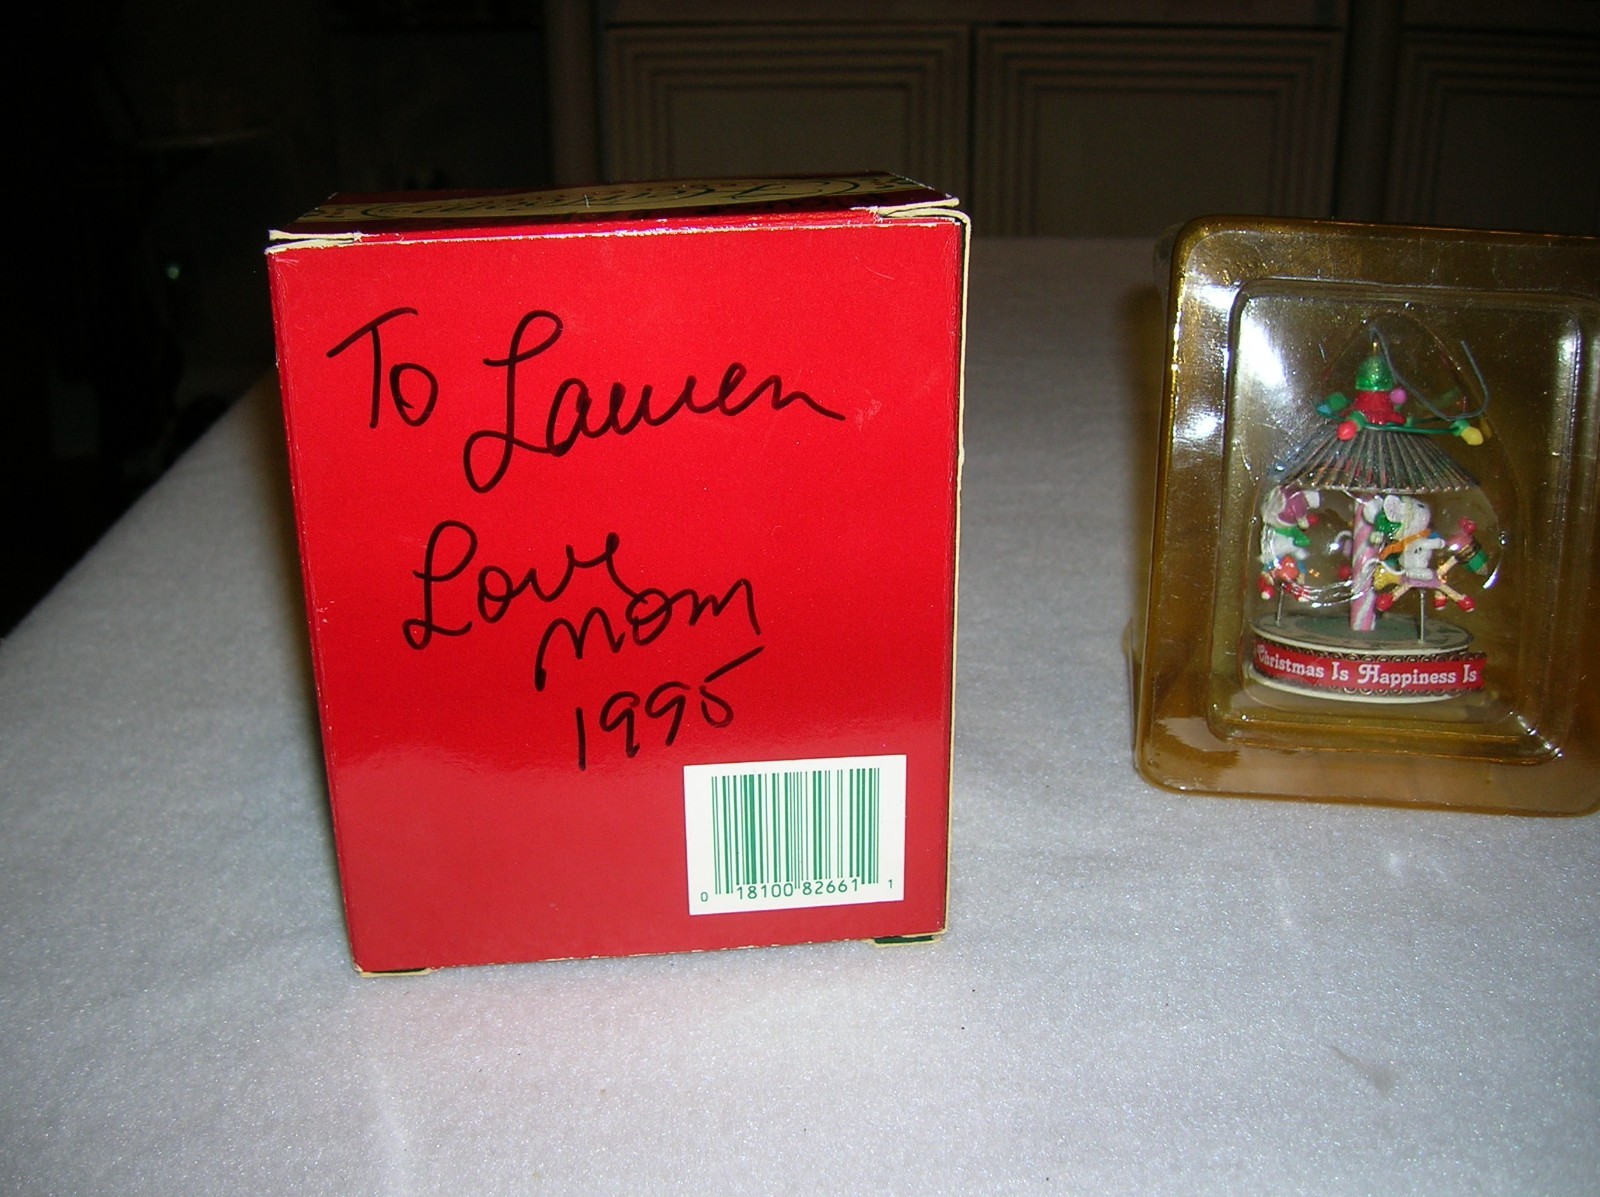 To Lauren
Love
Mom
1995
0 18100 82661 1
Christmas Is Happiness Is